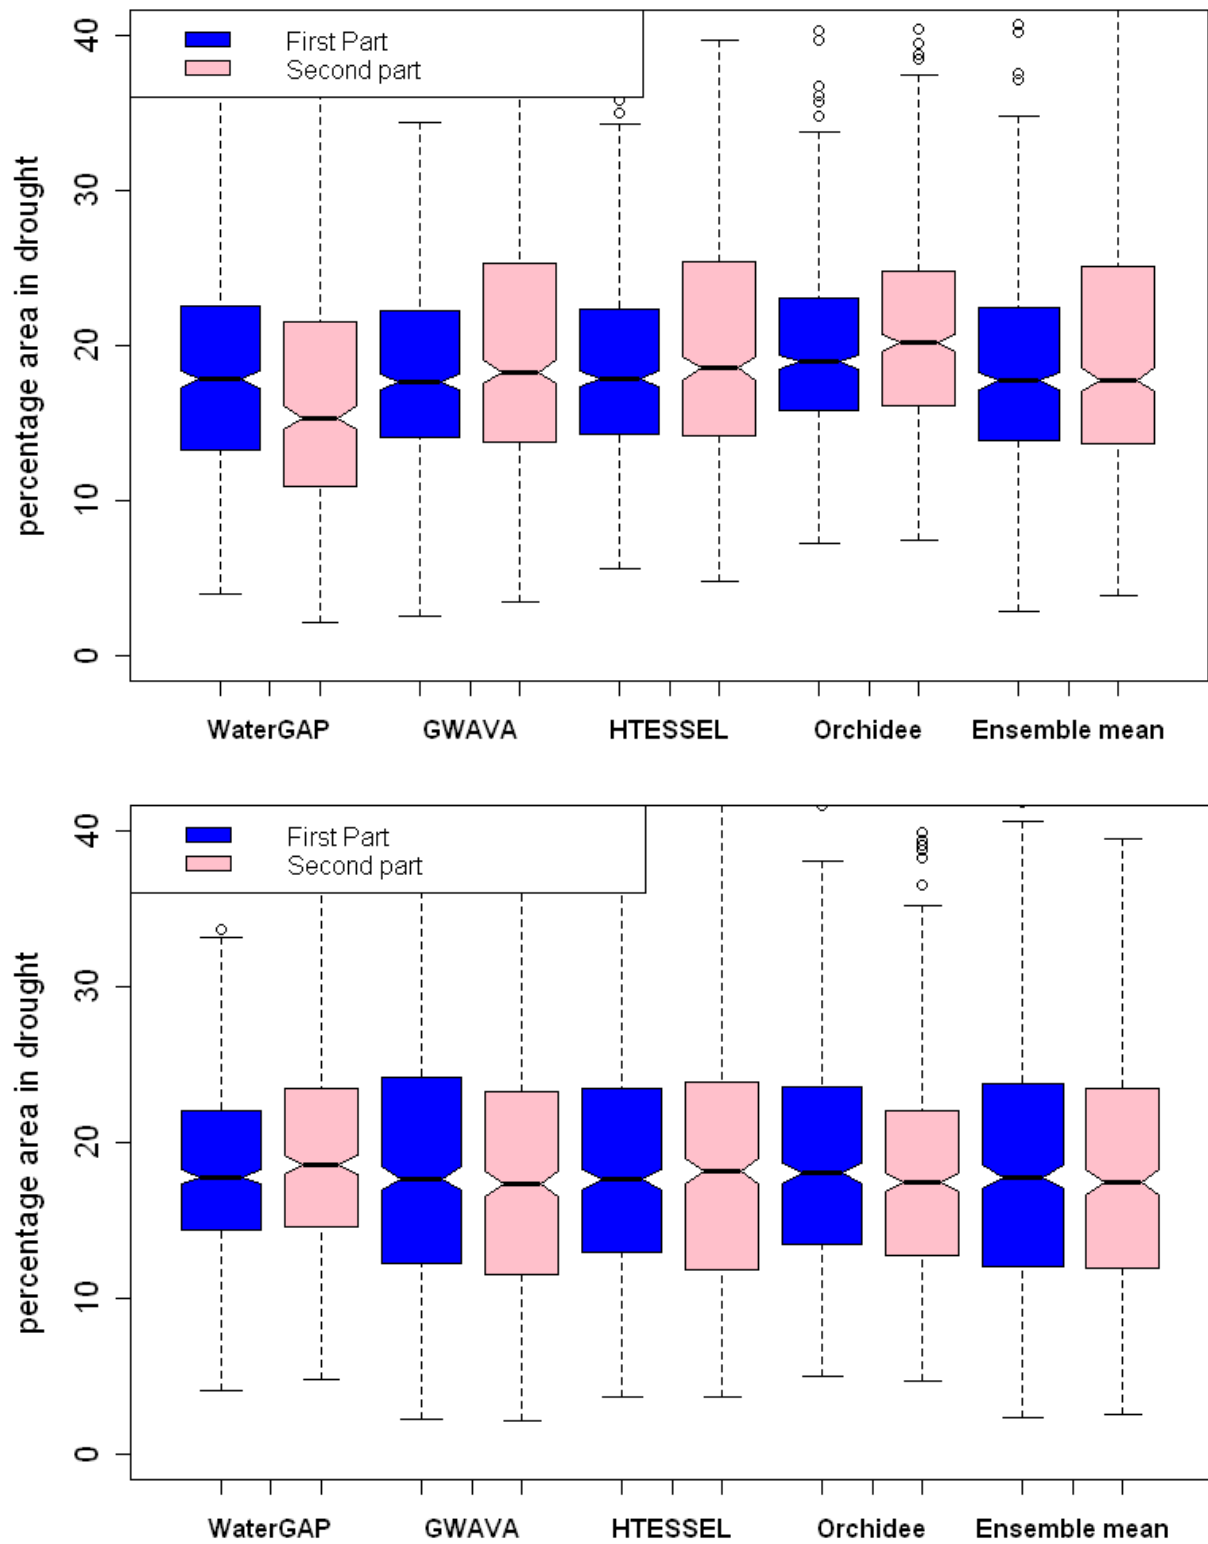 First Part
Second part
percentage area in drought
40
30
20
10
0
WaterGAP GWAVA HTESSEL Orchidee Ensemble mean
First Part
Second part
percentage area in drought
40
30
20
10
0
WaterGAP GWAVA HTESSEL Orchidee Ensemble mean